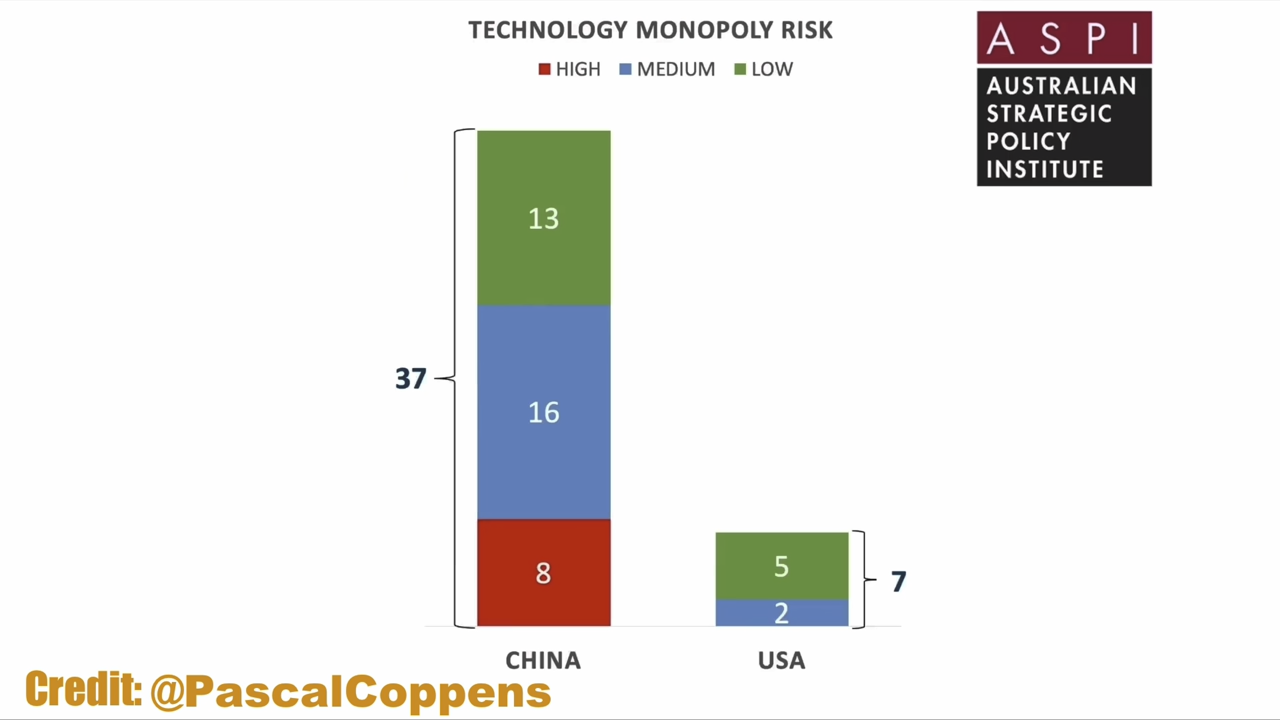 TECHNOLOGY MONOPOLY RISK
HIGH MEDIUM LOW
A S P I
AUSTRALIAN
STRATEGIC
POLICY
INSTITUTE
13
37
16
8
5
7
2
CHINA USA
Credit: @PascalCoppens